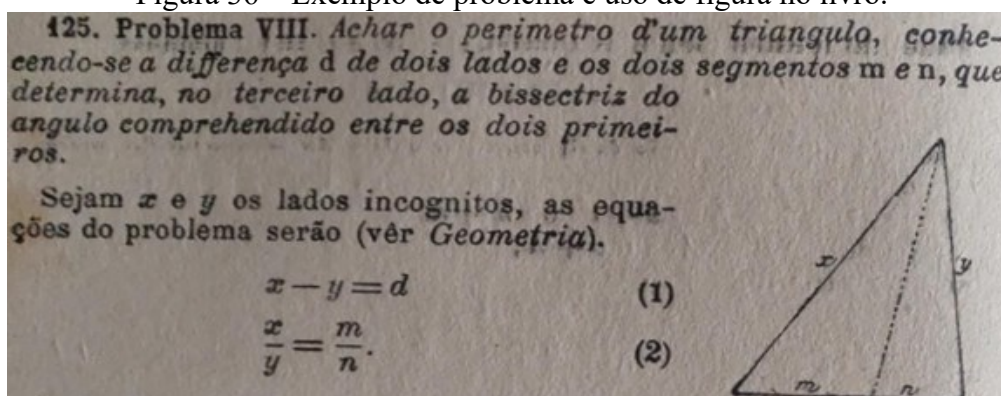 Figura 36 – Exemplo de problema e uso de figura no livro.
125. Problema VIII. Achar o perimetro d'um triangulo, conhe-
cendo-se a differença d de dois lados e os dois segmentos m e n, que
determina, no terceiro lado, a bissectriz do
angulo comprehendido entre os dois primei-
ros.
Sejam x e y os lados incognitos, as equa-
ções do problema serão (vêr Geometria).
x — y = d (1)
x/y = m/n. (2)
x
y
m
n